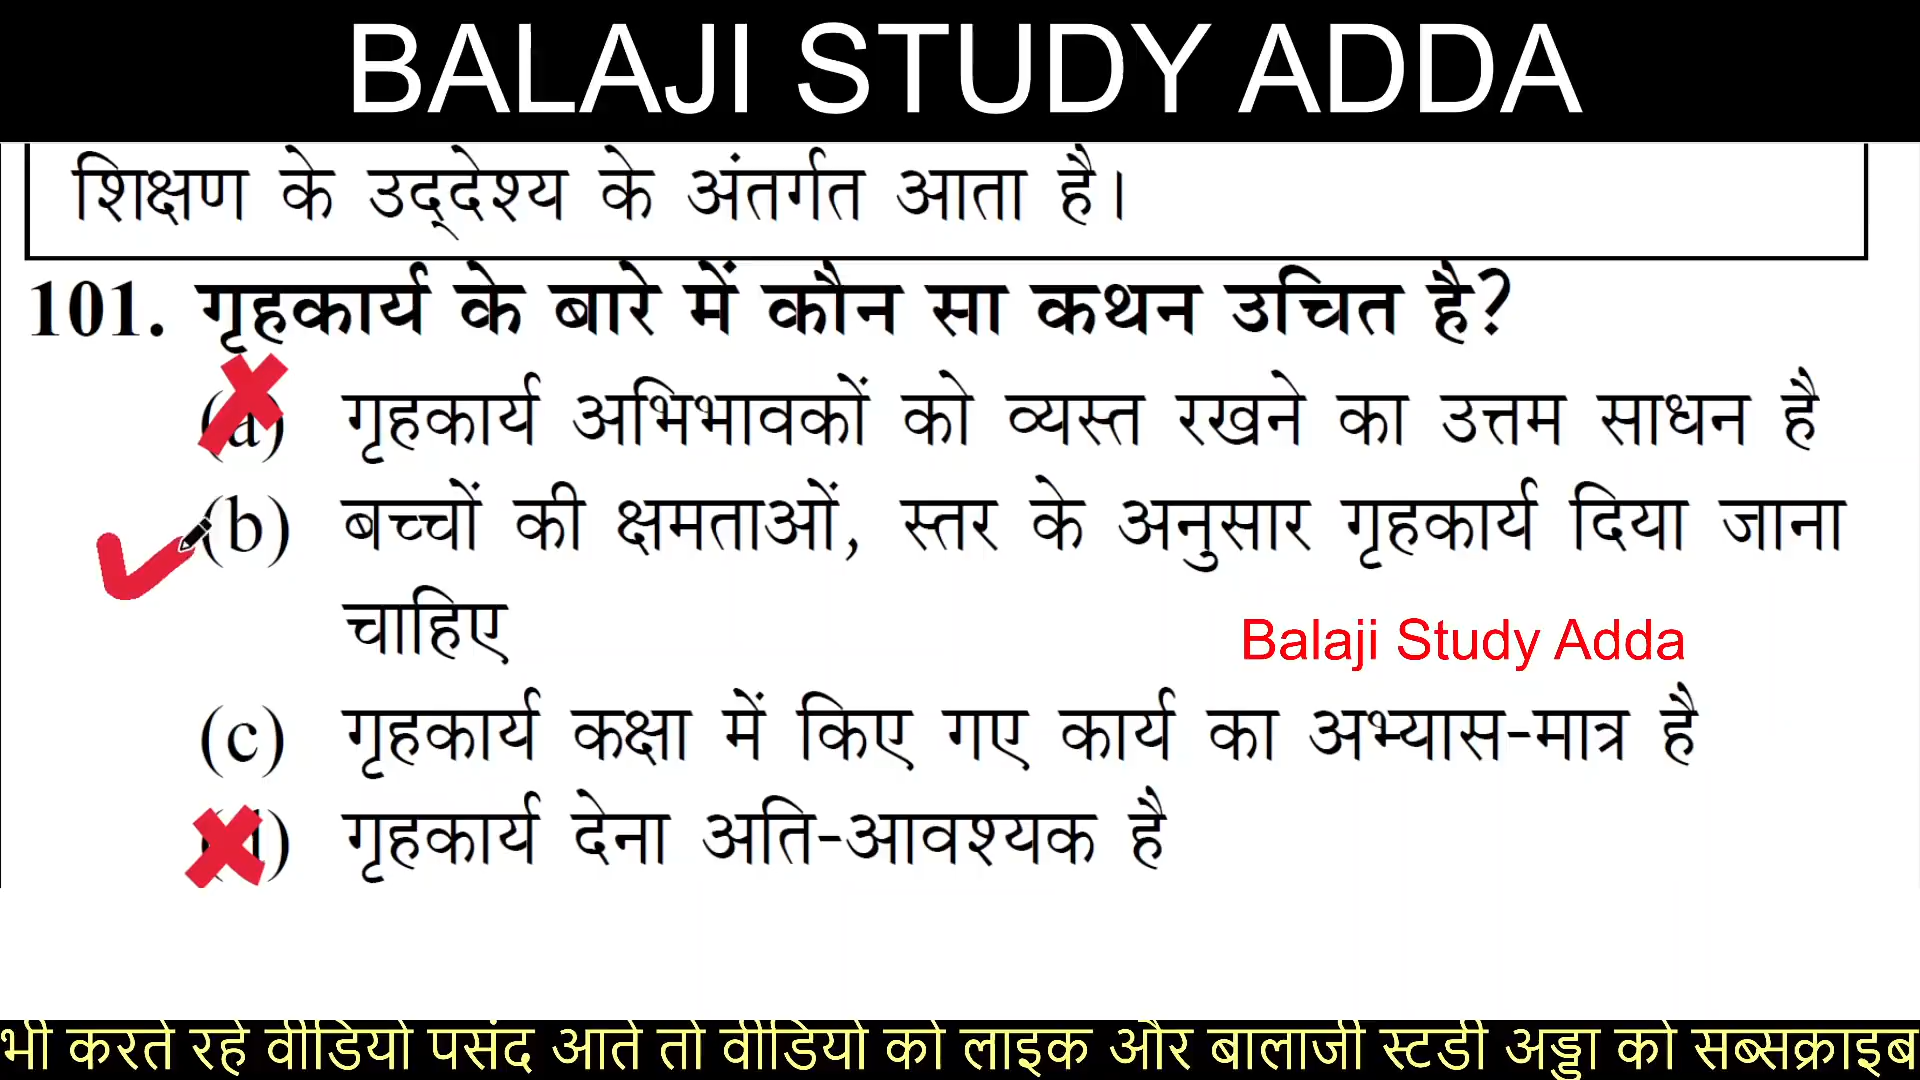 BALAJI STUDY ADDA
शिक्षण के उद्देश्य के अंतर्गत आता है।
101. गृहकार्य के बारे में कौन सा कथन उचित है?
(a) गृहकार्य अभिभावकों को व्यस्त रखने का उत्तम साधन है
(b) बच्चों की क्षमताओं, स्तर के अनुसार गृहकार्य दिया जाना
चाहिए
Balaji Study Adda
(c) गृहकार्य कक्षा में किए गए कार्य का अभ्यास-मात्र है
(d) गृहकार्य देना अति-आवश्यक है
भी करते रहे वीडियो पसंद आते तो वीडियो को लाइक और बालाजी स्टडी अड्डा को सब्सक्राइब